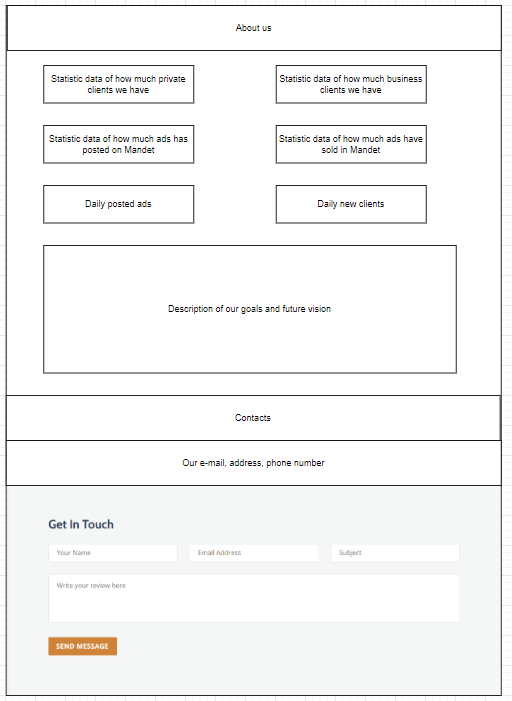 About us
Statistic data of how much private
clients we have
Statistic data of how much business
clients we have
Statistic data of how much ads has
posted on Mandet
Statistic data of how much ads have
sold in Mandet
Daily posted ads
Daily new clients
Description of our goals and future vision
Contacts
Our e-mail, address, phone number
Get In Touch
Your Name
Email Address
Subject
Write your review here
SEND MESSAGE